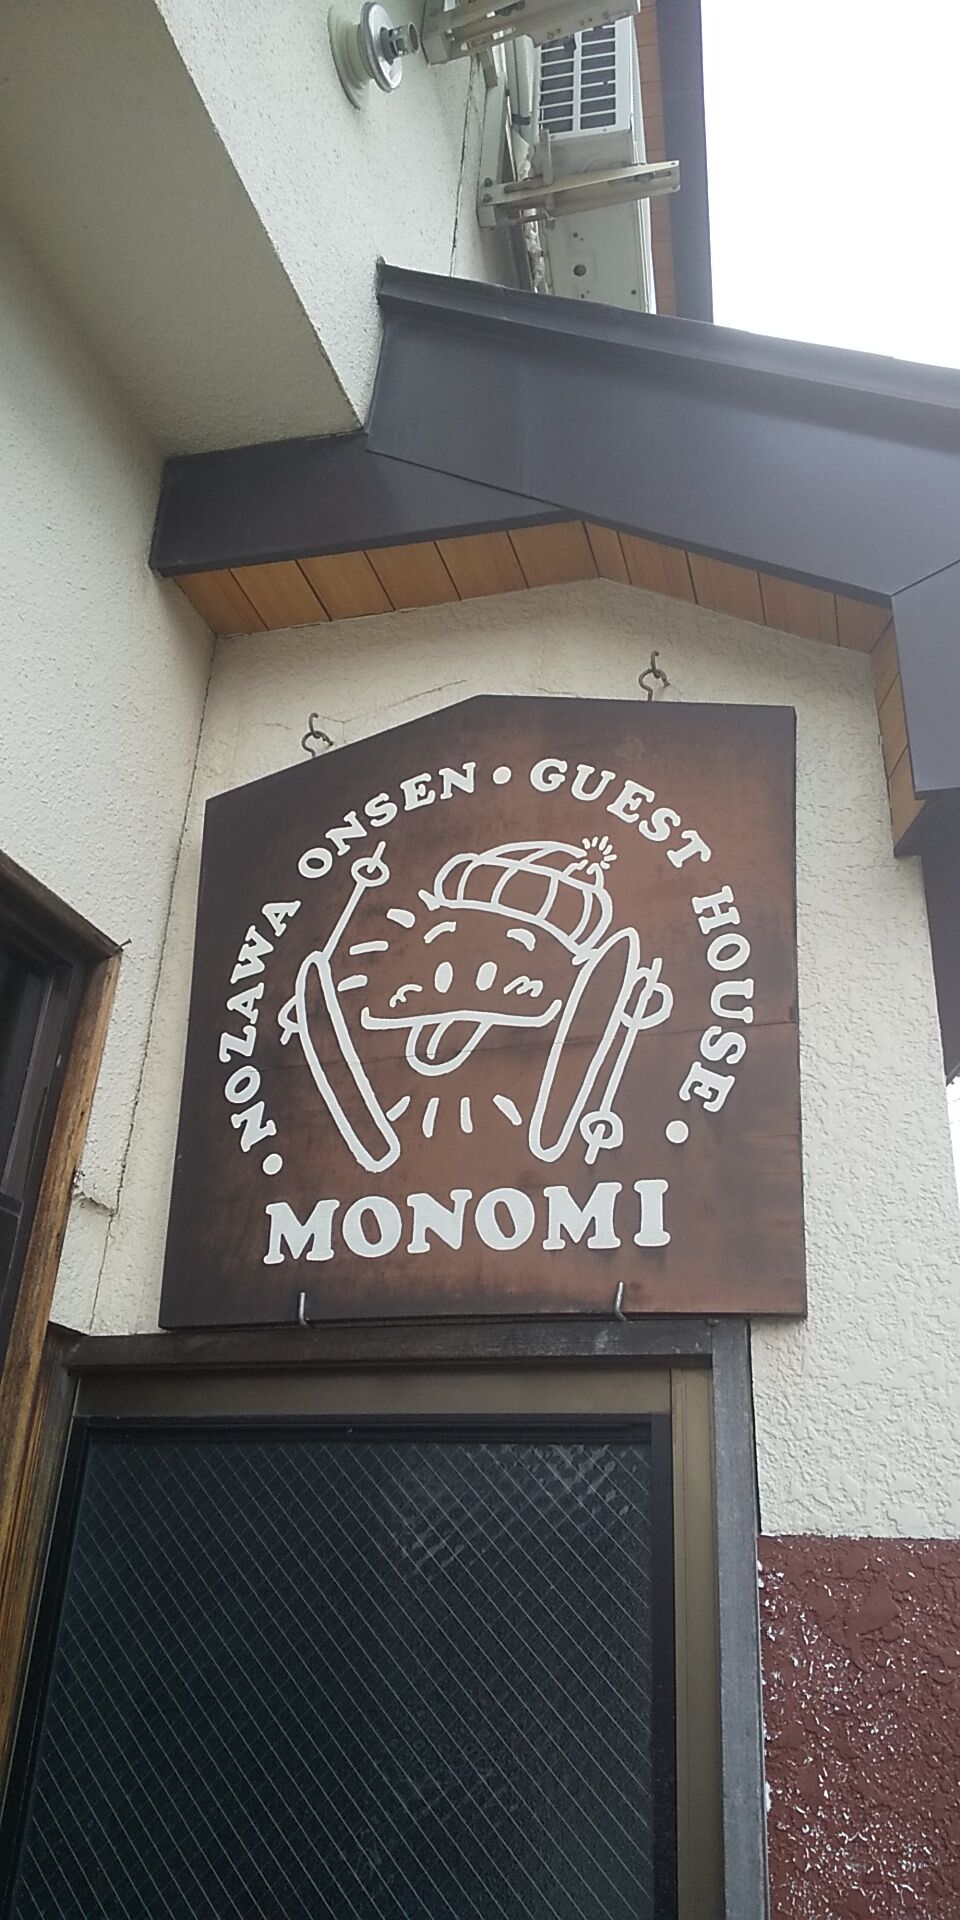 • NOZAWA ONSEN • GUEST HOUSE •
MONOMI